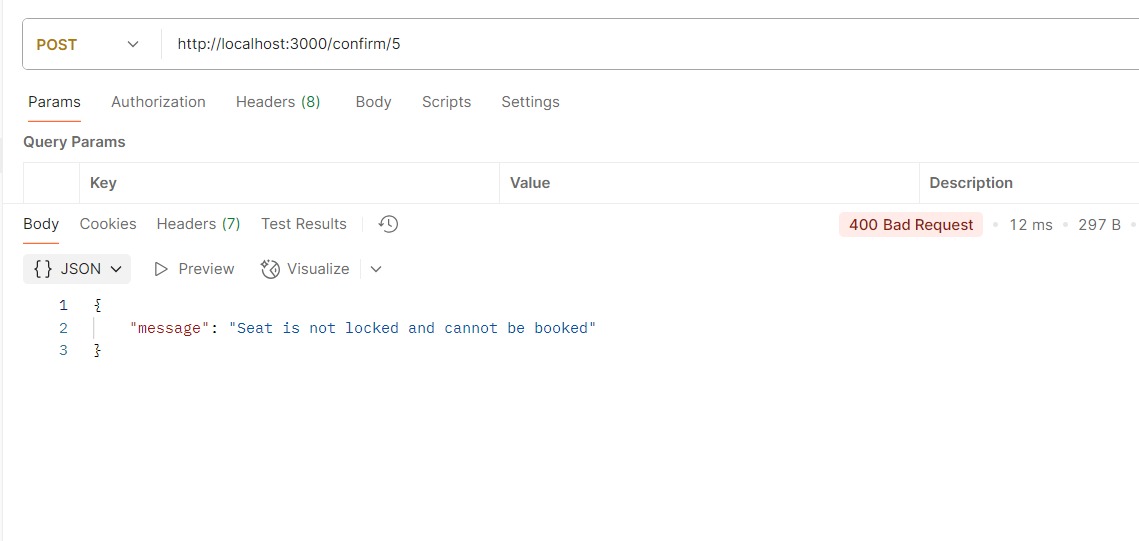 POST http://localhost:3000/confirm/5
Params Authorization Headers (8) Body Scripts Settings
Query Params
Key Value Description
Body Cookies Headers (7) Test Results 400 Bad Request • 12 ms • 297 B •
{} JSON Preview Visualize
1 {
2 "message": "Seat is not locked and cannot be booked"
3 }